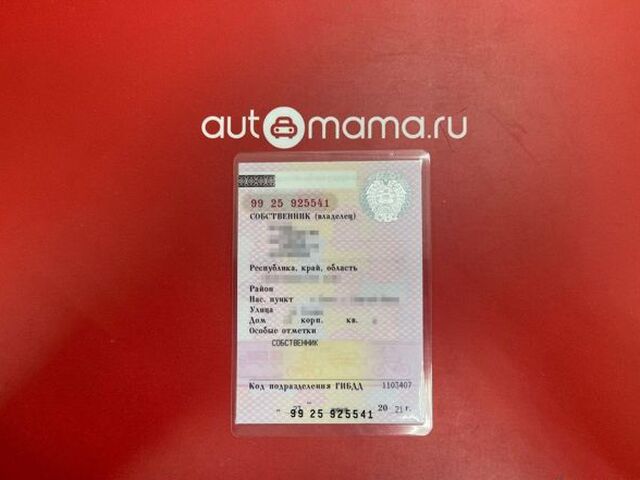 automama.ru
99 25 925541
СОБСТВЕННИК (владелец)
Республика, край, область
Район
Нас. пункт
Улица
Дом корп. кв.
Особые отметки
СОБСТВЕННИК
Код подразделения ГИБДД 1103407
" " 20 21 г.
99 25 925541